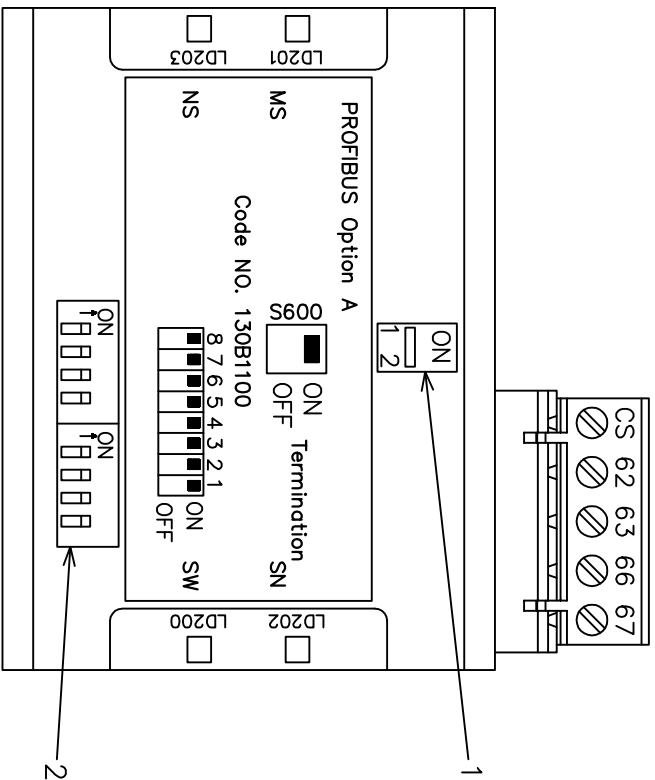 CS 62 63 66 67
ON
1 2
1
PROFIBUS Option A
LD201
MS
S600
ON
OFF
Termination
SN
LD202
Code NO. 130B1100
LD203
NS
8 7 6 5 4 3 2 1
ON
OFF
SW
LD200
ON
ON
2